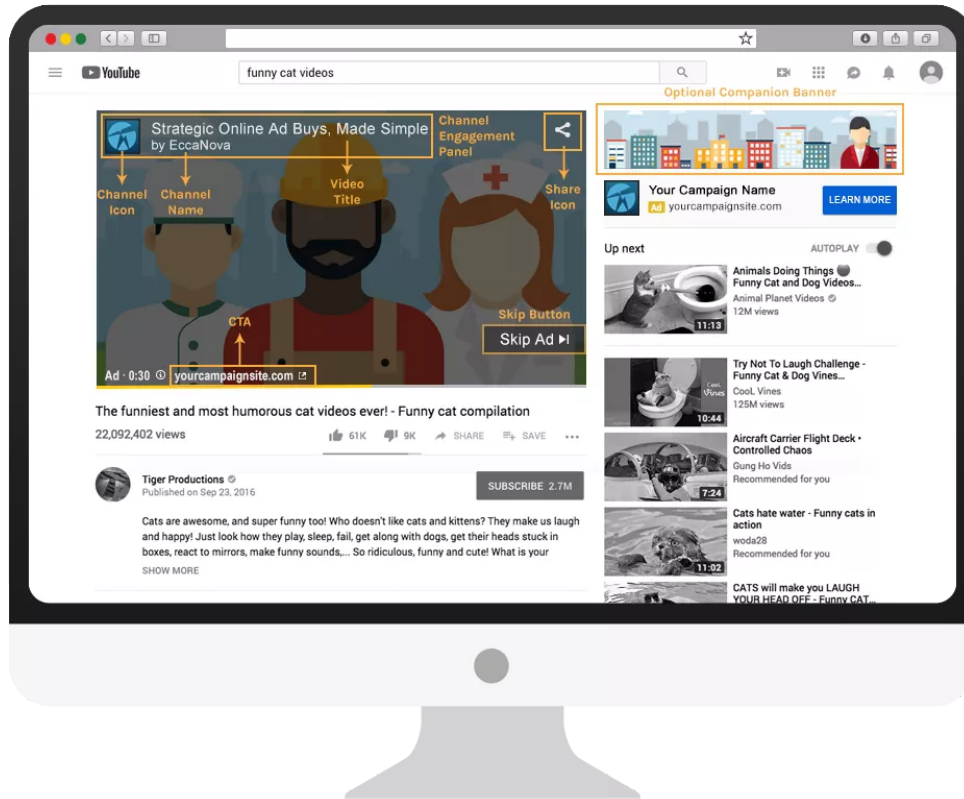 YouTube
funny cat videos
Optional Companion Banner
Strategic Online Ad Buys, Made Simple
by EccaNova
Channel
Engagement
Panel
Channel
Icon
Channel
Name
Video
Title
Share
Icon
Skip Button
Skip Ad
CTA
Ad · 0:30
yourcampaignsite.com
The funniest and most humorous cat videos ever! - Funny cat compilation
22,092,402 views
61K
9K
SHARE
SAVE
Tiger Productions
Published on Sep 23, 2016
SUBSCRIBE 2.7M
Cats are awesome, and super funny too! Who doesn't like cats and kittens? They make us laugh
and happy! Just look how they play, sleep, fail, get along with dogs, get their heads stuck in
boxes, react to mirrors, make funny sounds,... So ridiculous, funny and cute! What is your
SHOW MORE
Your Campaign Name
Ad yourcampaignsite.com
LEARN MORE
Up next
AUTOPLAY
11:13
Animals Doing Things
Funny Cat and Dog Videos...
Animal Planet Videos
12M views
CooL
Vines
10:44
Try Not To Laugh Challenge -
Funny Cat & Dog Vines...
CooL Vines
125M views
7:24
Aircraft Carrier Flight Deck •
Controlled Chaos
Gung Ho Vids
Recommended for you
11:02
Cats hate water - Funny cats in
action
woda28
Recommended for you
CATS will make you LAUGH
YOUR HEAD OFF - Funny CAT...